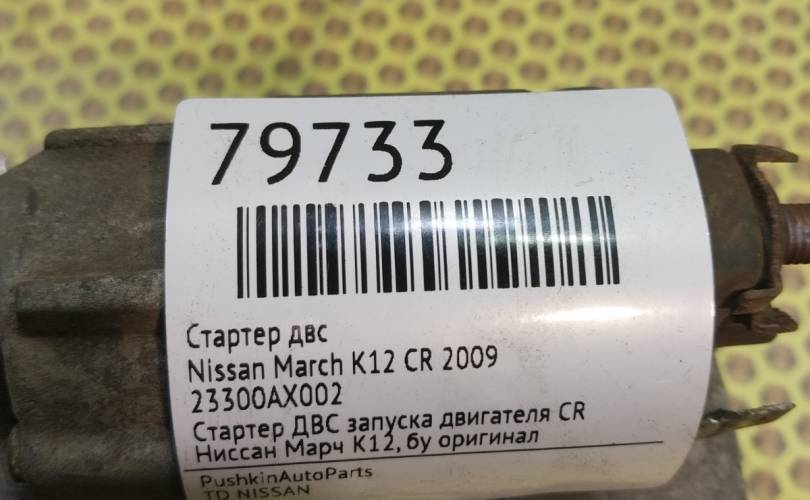 79733
Стартер двс
Nissan March K12 CR 2009
23300AX002
Стартер ДВС запуска двигателя CR
Ниссан Марч К12, бу оригинал
PushkinAutoParts
TD NISSAN